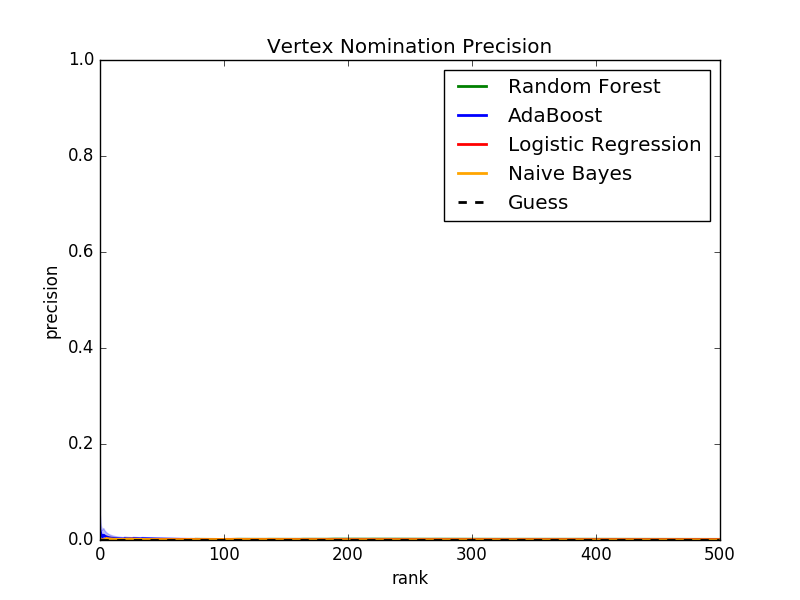 Vertex Nomination Precision
1.0
0.8
0.6
0.4
0.2
0.0
precision
Random Forest
AdaBoost
Logistic Regression
Naive Bayes
Guess
0 100 200 300 400 500
rank